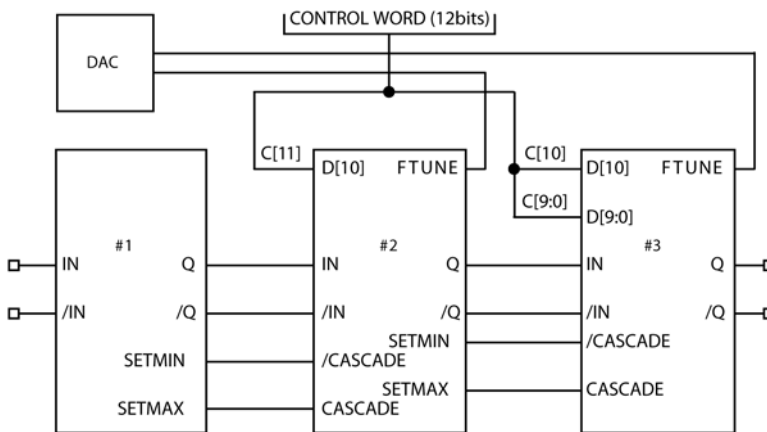 CONTROL WORD (12bits)
DAC
C[11]
D[10]
FTUNE
C[10]
D[10]
FTUNE
C[9:0]
D[9:0]
#1
#2
#3
IN
Q
IN
Q
IN
Q
/IN
/Q
/IN
/Q
/IN
/Q
SETMIN
/CASCADE
SETMIN
/CASCADE
SETMAX
CASCADE
SETMAX
CASCADE